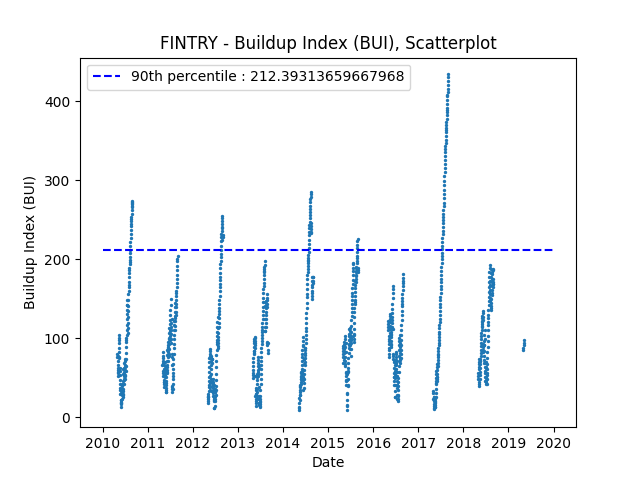 FINTRY - Buildup Index (BUI), Scatterplot
90th percentile : 212.39313659667968
400
300
200
100
0
Buildup Index (BUI)
2010 2011 2012 2013 2014 2015 2016 2017 2018 2019 2020
Date